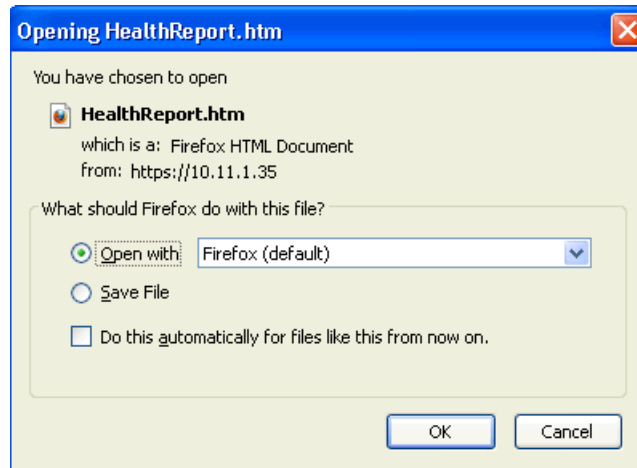 Opening HealthReport.htm
You have chosen to open
HealthReport.htm
which is a: Firefox HTML Document
from: https://10.11.1.35
What should Firefox do with this file?
Open with Firefox (default)
Save File
Do this automatically for files like this from now on.
OK Cancel